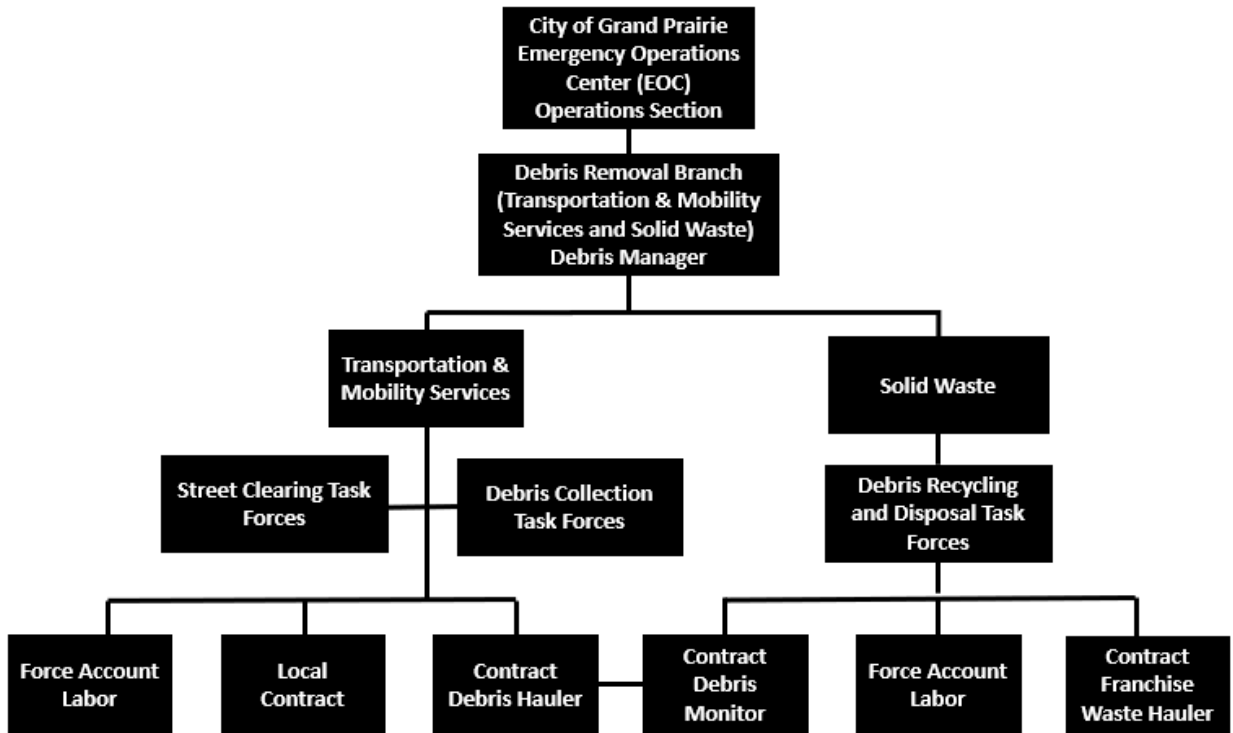 City of Grand Prairie
Emergency Operations
Center (EOC)
Operations Section
Debris Removal Branch
(Transportation & Mobility
Services and Solid Waste)
Debris Manager
Transportation &
Mobility Services
Solid Waste
Street Clearing Task
Forces
Debris Collection
Task Forces
Debris Recycling
and Disposal Task
Forces
Force Account
Labor
Local
Contract
Contract
Debris Hauler
Contract
Debris
Monitor
Force Account
Labor
Contract
Franchise
Waste Hauler